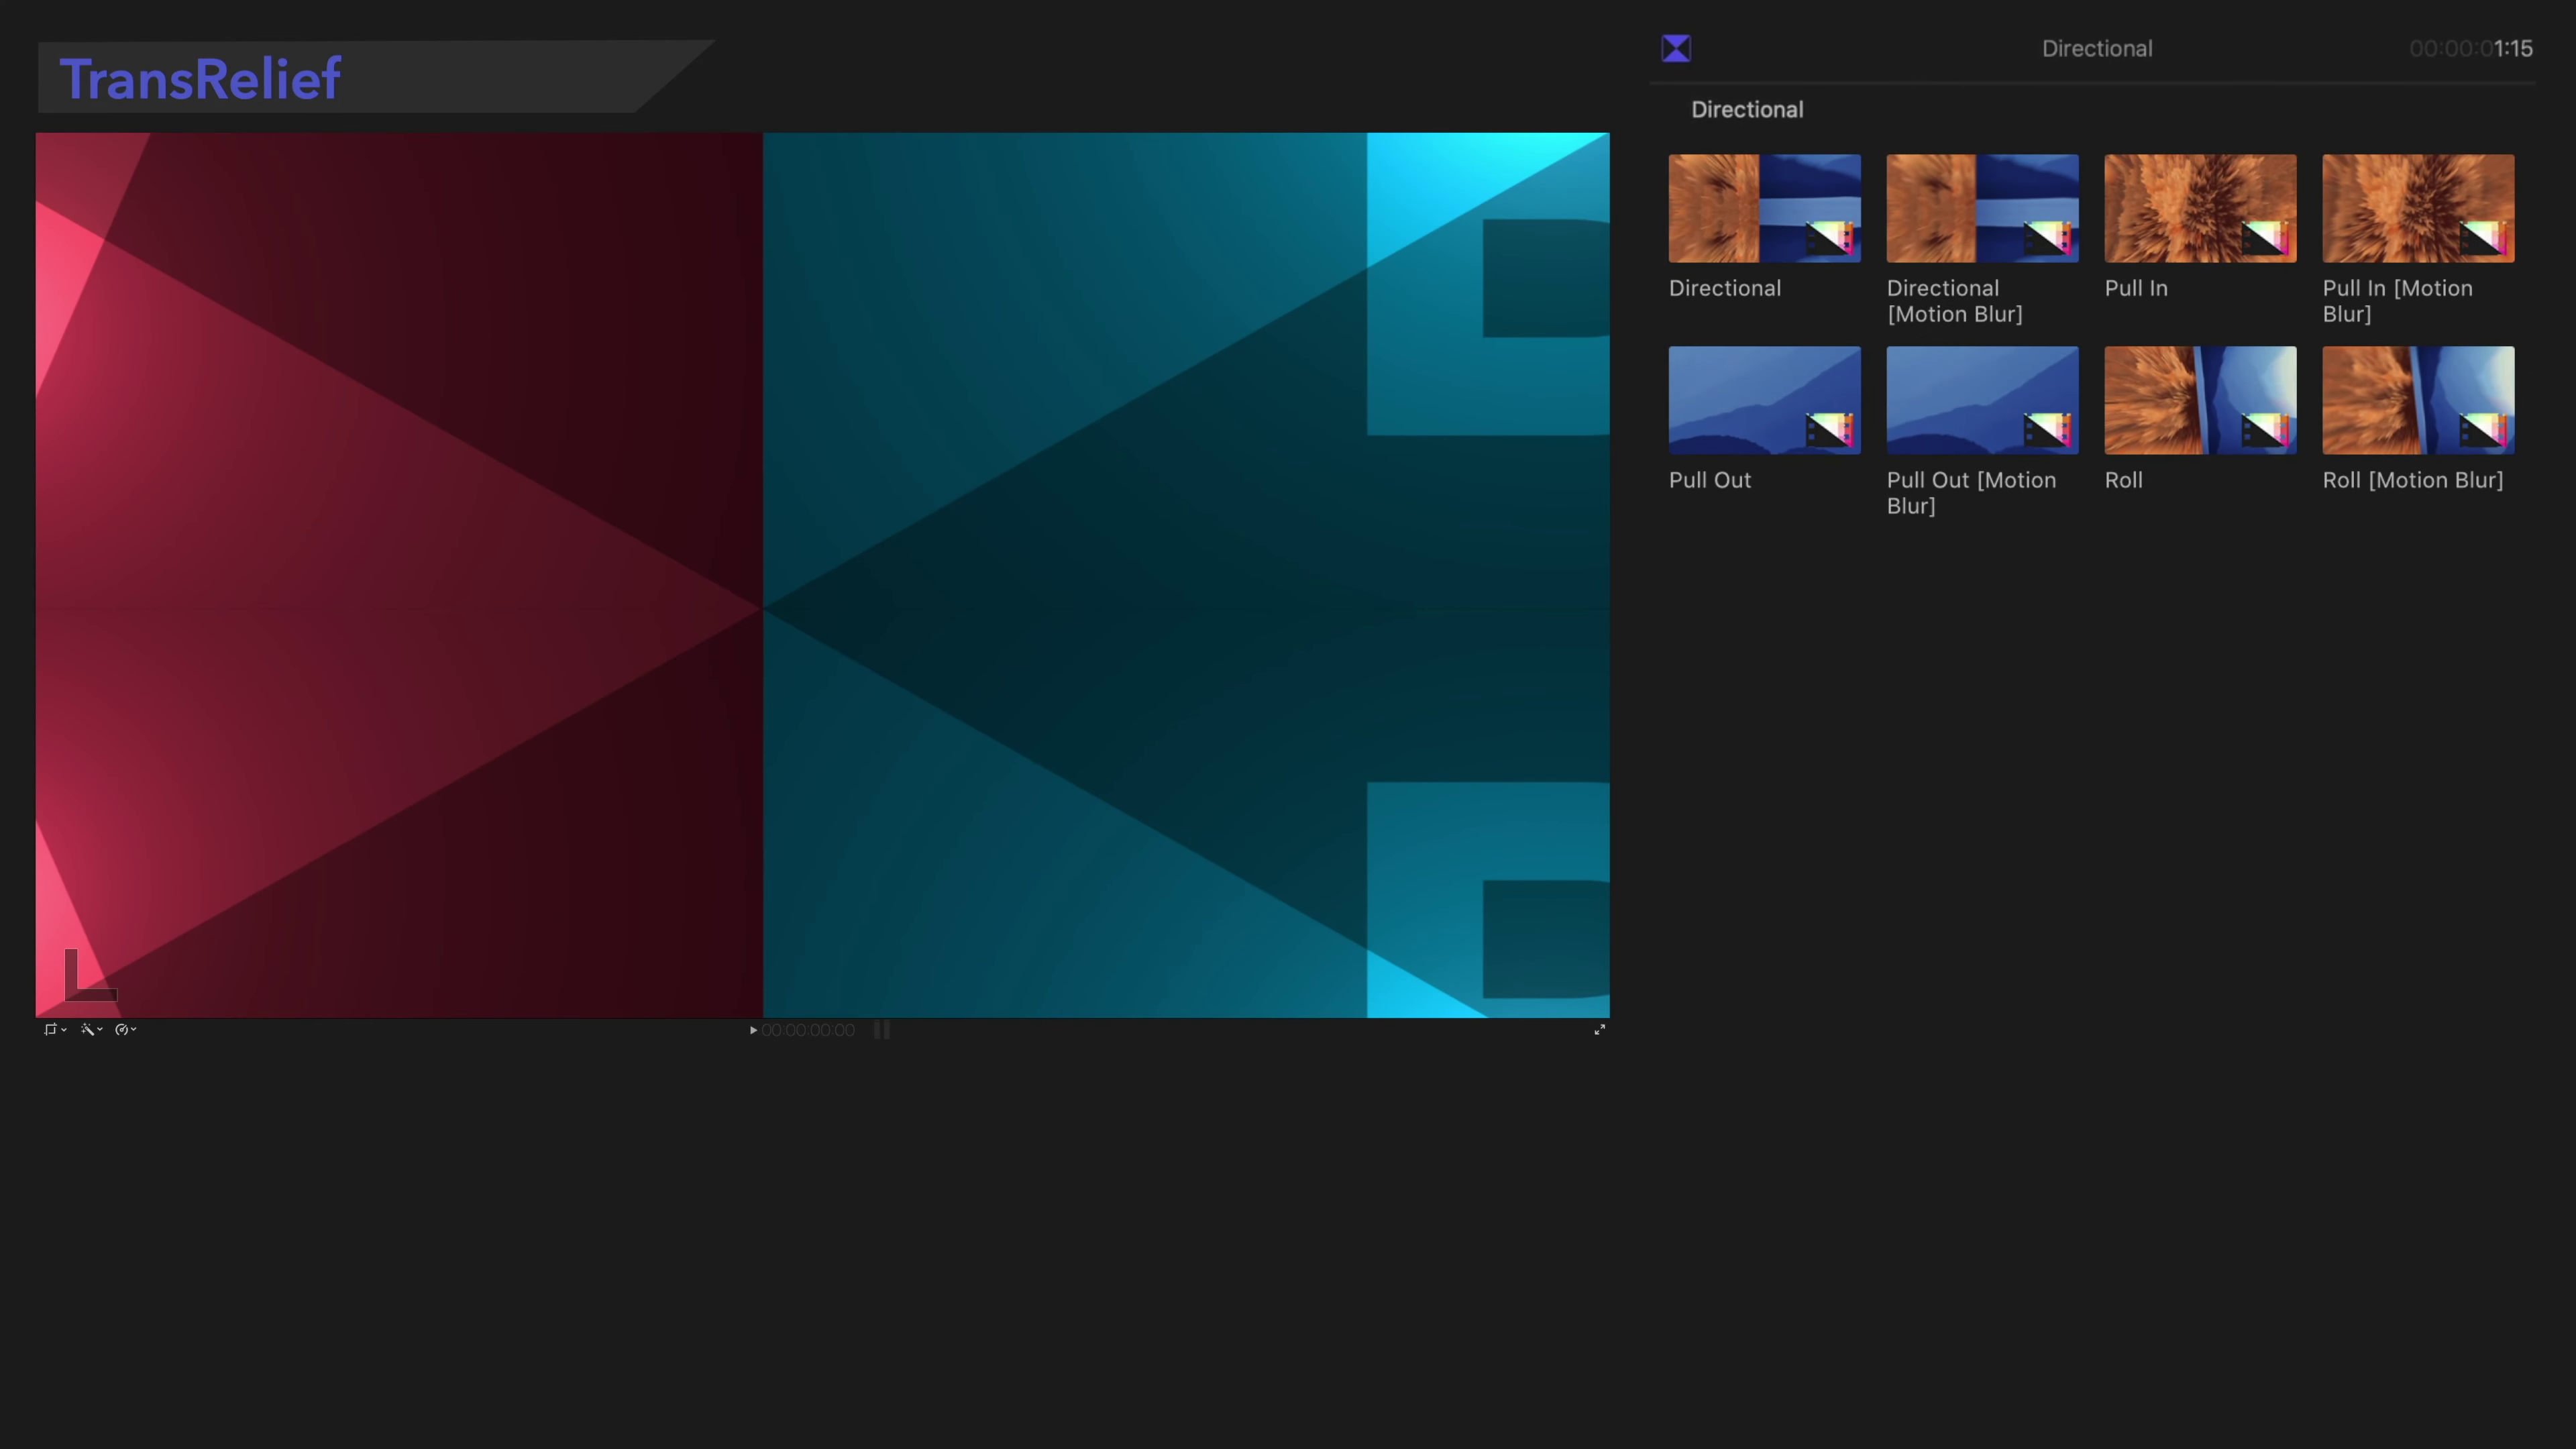 TransRelief
Directional
00:00:01:15
Directional
Directional
Directional
[Motion Blur]
Pull In
Pull In [Motion
Blur]
Pull Out
Pull Out [Motion
Blur]
Roll
Roll [Motion Blur]
00:00:00:00